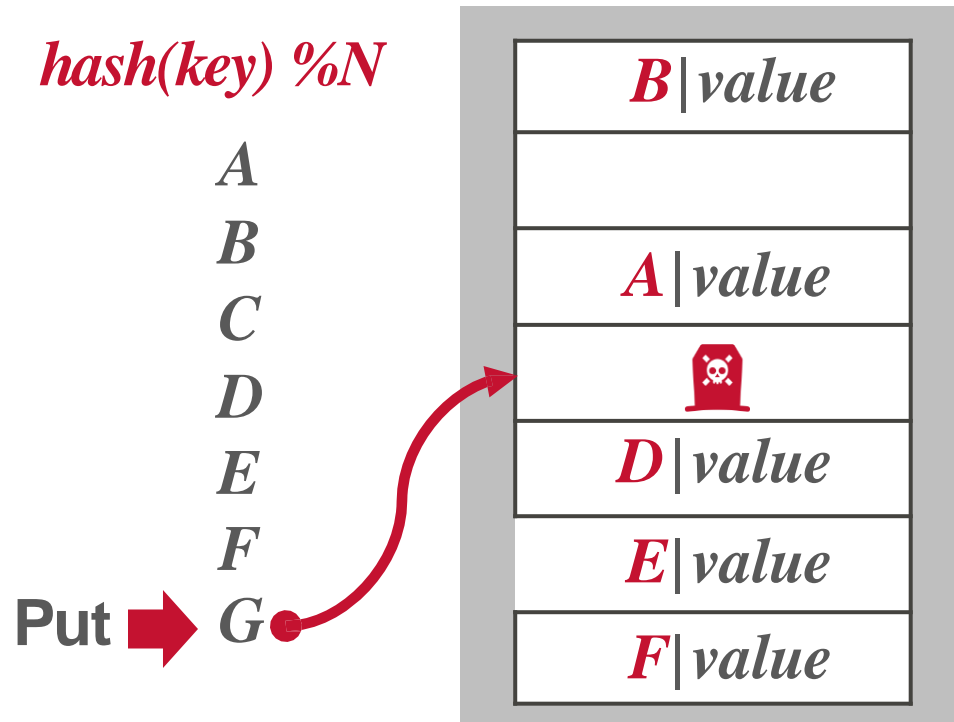 hash(key) %N
A
B
C
D
E
F
Put G
B|value
A|value
D|value
E|value
F|value